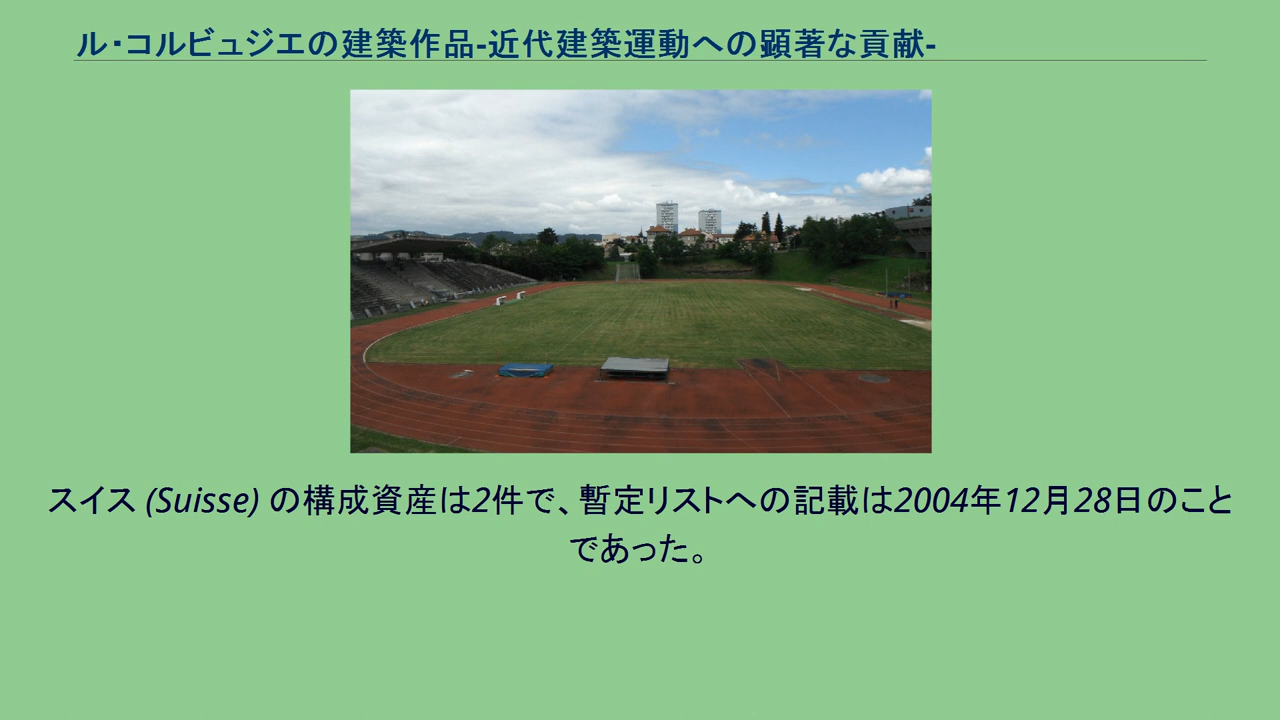 ル・コルビュジエの建築作品-近代建築運動への顕著な貢献-
スイス (Suisse) の構成資産は2件で、暫定リストへの記載は2004年12月28日のこと
であった。